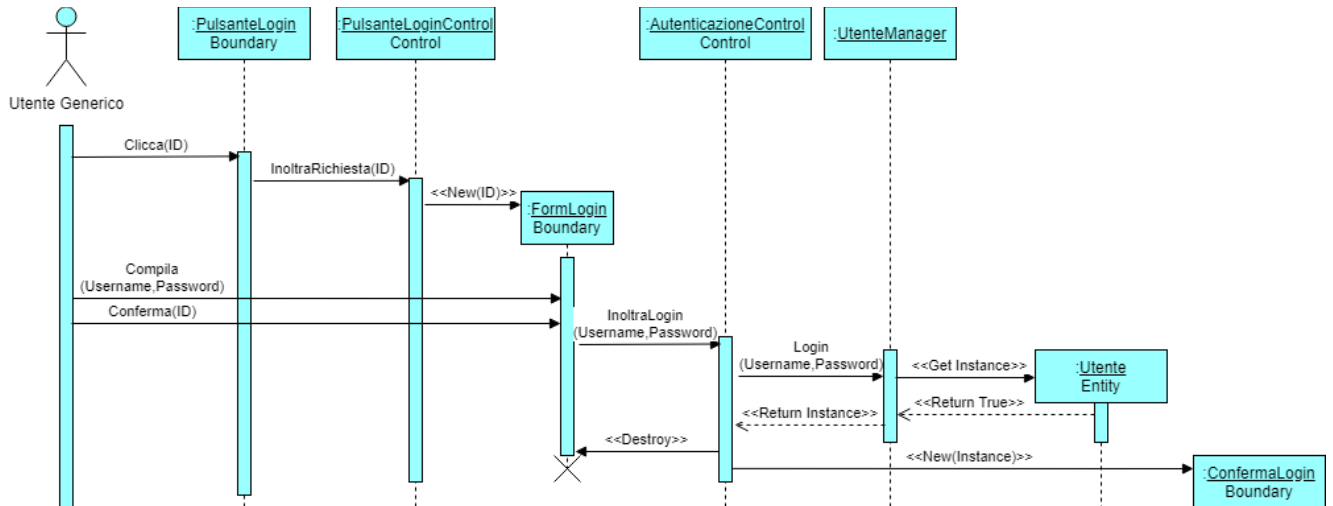 :PulsanteLogin
Boundary
:PulsanteLoginControl
Control
:AutenticazioneControl
Control
:UtenteManager
Utente Generico
Clicca(ID)
InoltraRichiesta(ID)
<<New(ID)>>
:FormLogin
Boundary
Compila
(Username,Password)
Conferma(ID)
InoltraLogin
(Username,Password)
Login
(Username,Password)
<<Get Instance>>
:Utente
Entity
<<Return True>>
<<Return Instance>>
<<Destroy>>
<<New(Instance)>>
:ConfermaLogin
Boundary